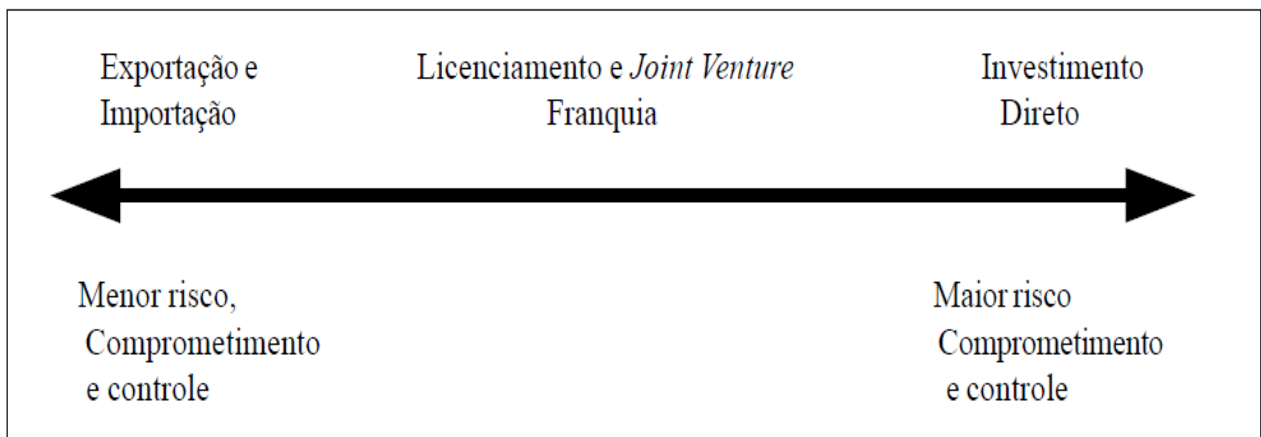 Exportação e
Importação
Licenciamento e Joint Venture
Franquia
Investimento
Direto
Menor risco,
Comprometimento
e controle
Maior risco
Comprometimento
e controle